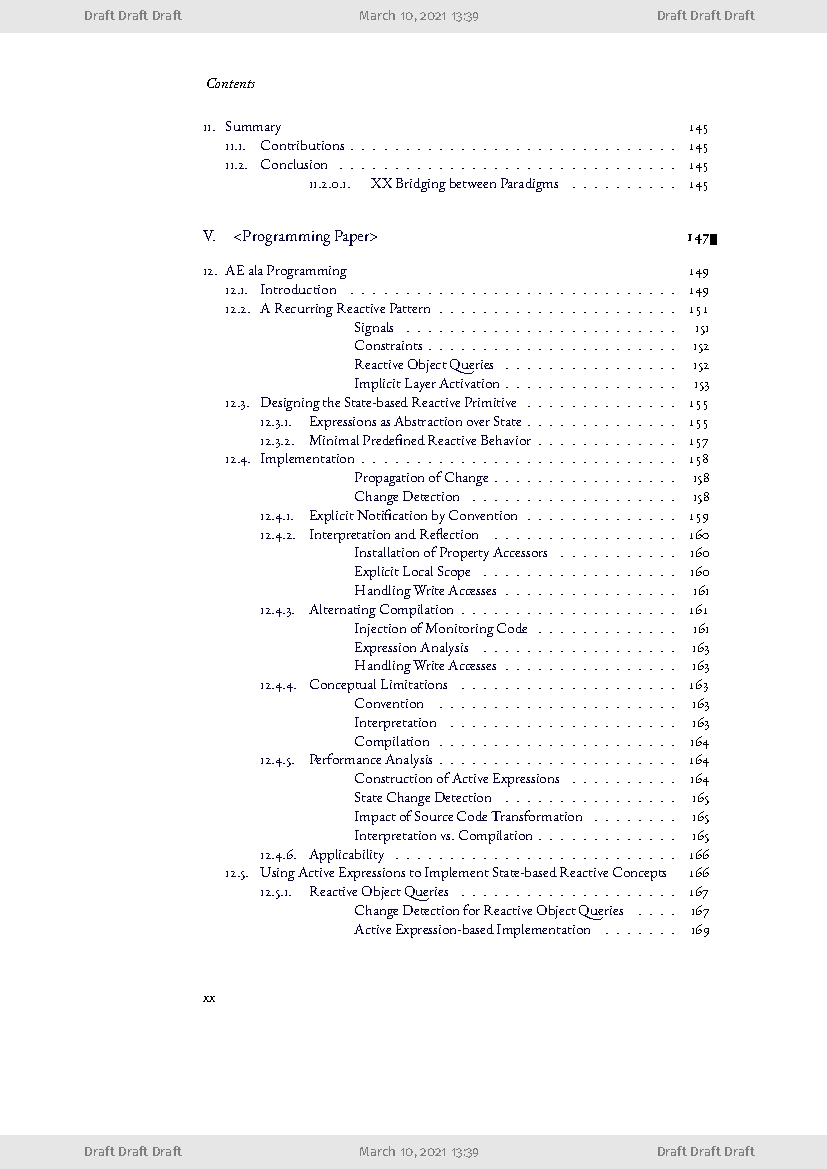 Draft Draft Draft March 10, 2021 13:39 Draft Draft Draft
Contents
11. Summary 145
11.1. Contributions . . . . . . . . . . . . . . . . . . . . . . . . . . . . . . 145
11.2. Conclusion . . . . . . . . . . . . . . . . . . . . . . . . . . . . . . . 145
11.2.0.1. XX Bridging between Paradigms . . . . . . . . . . 145
V. <Programming Paper> 147
12. AE ala Programming 149
12.1. Introduction . . . . . . . . . . . . . . . . . . . . . . . . . . . . . . 149
12.2. A Recurring Reactive Pattern . . . . . . . . . . . . . . . . . . . . . . 151
Signals . . . . . . . . . . . . . . . . . . . . . . . . . 151
Constraints . . . . . . . . . . . . . . . . . . . . . . . 152
Reactive Object Queries . . . . . . . . . . . . . . . . 152
Implicit Layer Activation . . . . . . . . . . . . . . . . 153
12.3. Designing the State-based Reactive Primitive . . . . . . . . . . . . . . 155
12.3.1. Expressions as Abstraction over State . . . . . . . . . . . . . . 155
12.3.2. Minimal Predefined Reactive Behavior . . . . . . . . . . . . . 157
12.4. Implementation . . . . . . . . . . . . . . . . . . . . . . . . . . . . . 158
Propagation of Change . . . . . . . . . . . . . . . . . 158
Change Detection . . . . . . . . . . . . . . . . . . . 158
12.4.1. Explicit Notification by Convention . . . . . . . . . . . . . . 159
12.4.2. Interpretation and Reflection . . . . . . . . . . . . . . . . . 160
Installation of Property Accessors . . . . . . . . . . . 160
Explicit Local Scope . . . . . . . . . . . . . . . . . . 160
Handling Write Accesses . . . . . . . . . . . . . . . . 161
12.4.3. Alternating Compilation . . . . . . . . . . . . . . . . . . . . 161
Injection of Monitoring Code . . . . . . . . . . . . . 161
Expression Analysis . . . . . . . . . . . . . . . . . . 163
Handling Write Accesses . . . . . . . . . . . . . . . . 163
12.4.4. Conceptual Limitations . . . . . . . . . . . . . . . . . . . . 163
Convention . . . . . . . . . . . . . . . . . . . . . . 163
Interpretation . . . . . . . . . . . . . . . . . . . . . 163
Compilation . . . . . . . . . . . . . . . . . . . . . . 164
12.4.5. Performance Analysis . . . . . . . . . . . . . . . . . . . . . . 164
Construction of Active Expressions . . . . . . . . . . 164
State Change Detection . . . . . . . . . . . . . . . . 165
Impact of Source Code Transformation . . . . . . . . 165
Interpretation vs. Compilation . . . . . . . . . . . . . 165
12.4.6. Applicability . . . . . . . . . . . . . . . . . . . . . . . . . . 166
12.5. Using Active Expressions to Implement State-based Reactive Concepts 166
12.5.1. Reactive Object Queries . . . . . . . . . . . . . . . . . . . . 167
Change Detection for Reactive Object Queries . . . . 167
Active Expression-based Implementation . . . . . . . 169
xx
Draft Draft Draft March 10, 2021 13:39 Draft Draft Draft